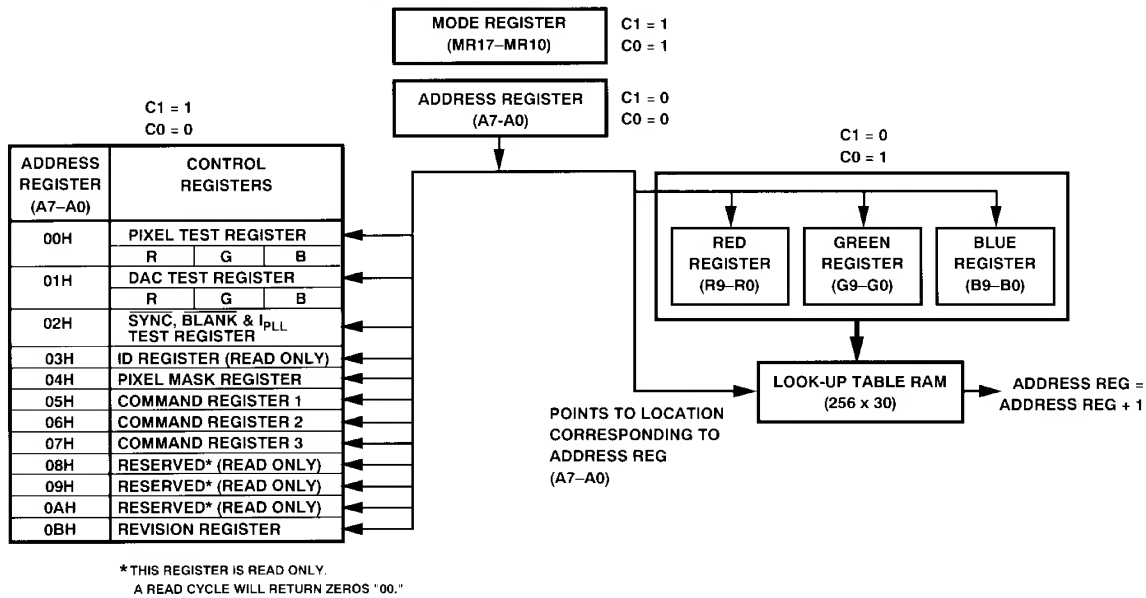 MODE REGISTER
(MR17–MR10)
C1 = 1
C0 = 1
ADDRESS REGISTER
(A7-A0)
C1 = 0
C0 = 0
C1 = 1
C0 = 0
ADDRESS REGISTER (A7–A0)
CONTROL REGISTERS
00H PIXEL TEST REGISTER
R G B
01H DAC TEST REGISTER
R G B
02H SYNC, BLANK & IPLL
TEST REGISTER
03H ID REGISTER (READ ONLY)
04H PIXEL MASK REGISTER
05H COMMAND REGISTER 1
06H COMMAND REGISTER 2
07H COMMAND REGISTER 3
08H RESERVED* (READ ONLY)
09H RESERVED* (READ ONLY)
0AH RESERVED* (READ ONLY)
0BH REVISION REGISTER
* THIS REGISTER IS READ ONLY.
A READ CYCLE WILL RETURN ZEROS "00."
C1 = 0
C0 = 1
RED
REGISTER
(R9–R0)
GREEN
REGISTER
(G9–G0)
BLUE
REGISTER
(B9–B0)
LOOK-UP TABLE RAM
(256 x 30)
ADDRESS REG =
ADDRESS REG + 1
POINTS TO LOCATION
CORRESPONDING TO
ADDRESS REG
(A7–A0)